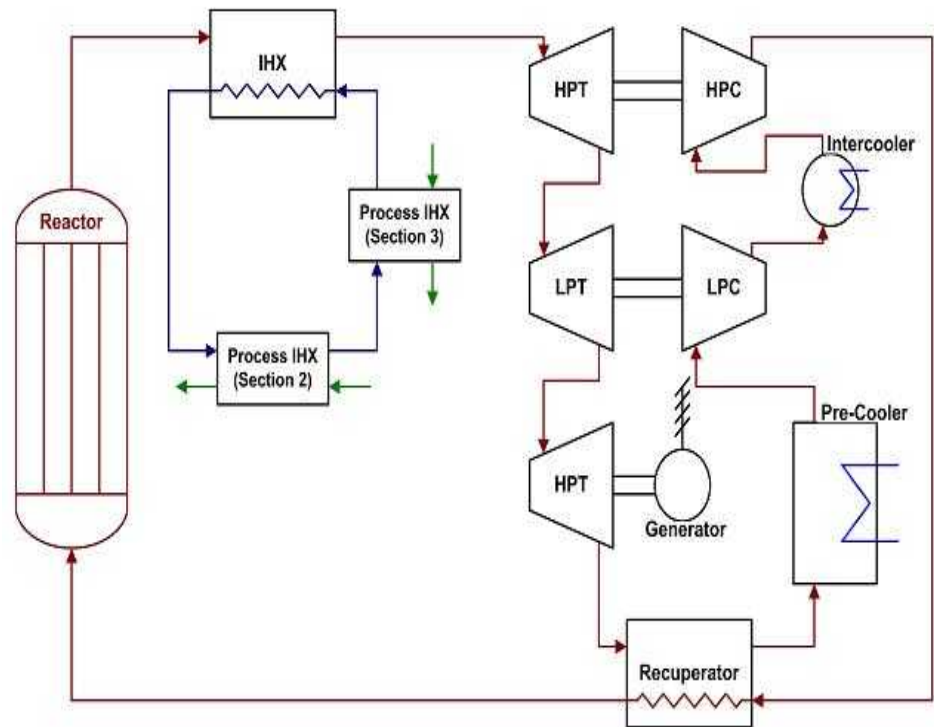 IHX
HPT
HPC
Intercooler
Reactor
Process IHX
(Section 3)
LPT
LPC
Process IHX
(Section 2)
Pre-Cooler
HPT
Generator
Recuperator